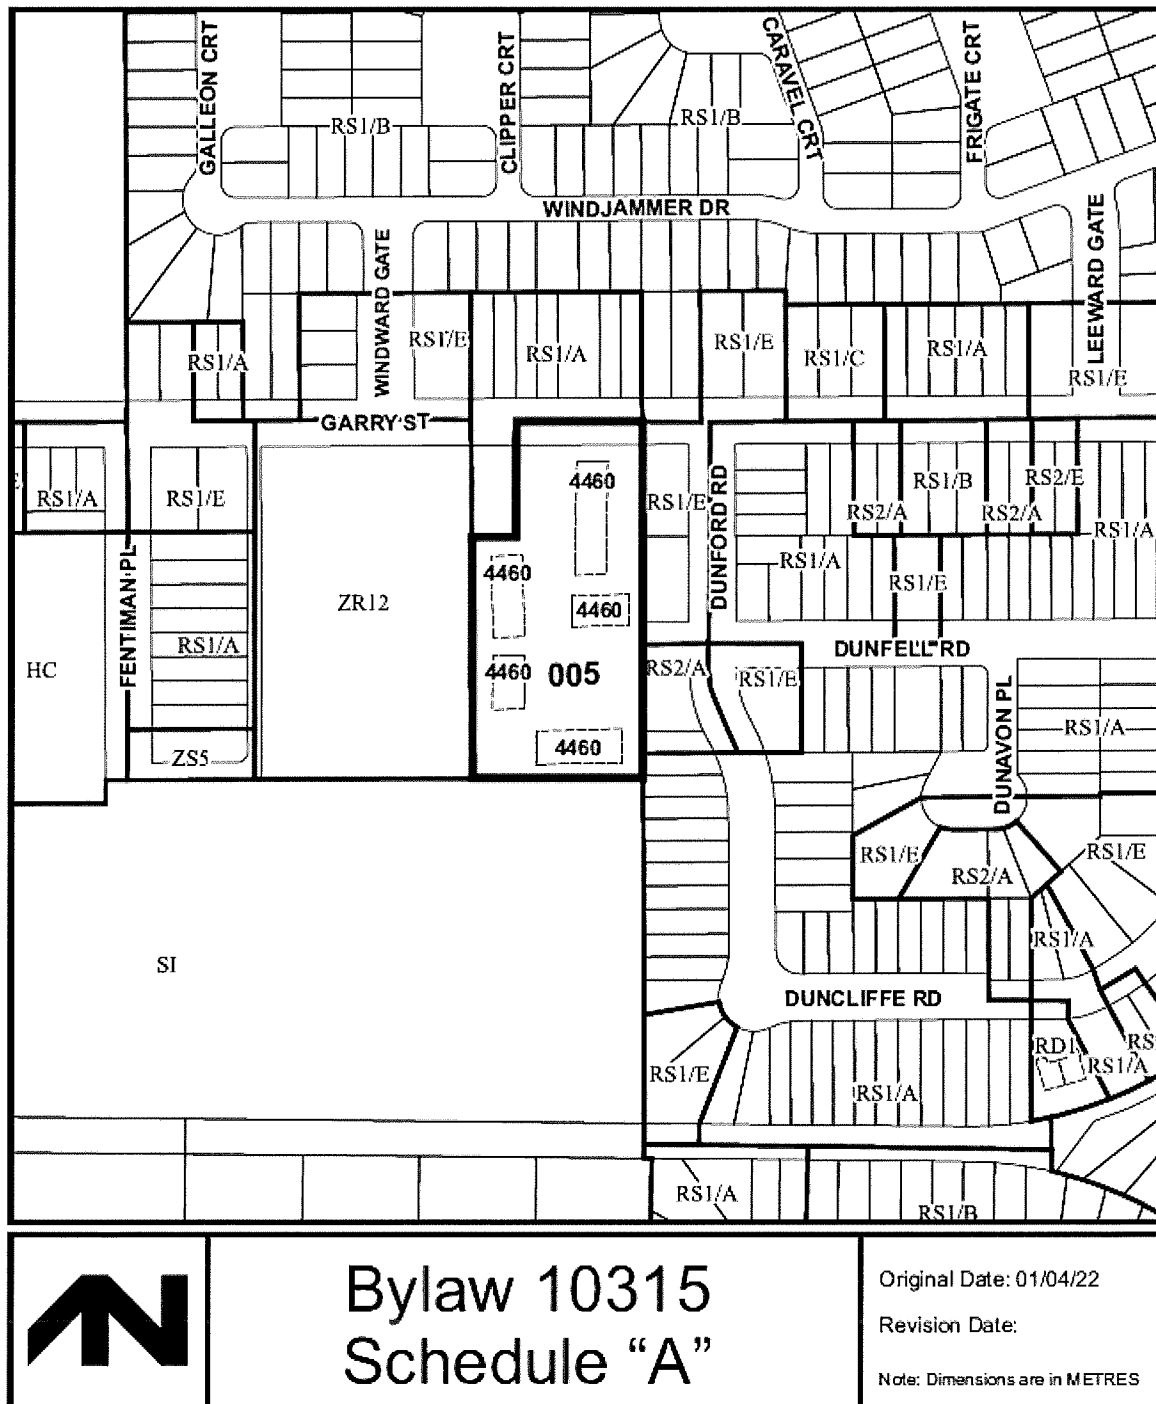 GALLEON CRT
CLIPPER CRT
CARAVEL CRT
FRIGATE CRT
RS1/B
RS1/B
WINDJAMMER DR
WINDWARD GATE
LEEWARD GATE
RS1/A
RS1/E
RS1/A
RS1/E
RS1/C
RS1/A
RS1/E
GARRY ST
RS1/A
RS1/E
4460
RS1/E
DUNFORD RD
RS2/A
RS1/B
RS2/A
RS2/E
RS1/A
FENTIMAN PL
4460
RS1/A
RS1/E
ZR12
4460
RS1/A
DUNFELL RD
HC
4460
005
RS2/A
RS1/E
DUNAVON PL
RS1/A
ZS5
4460
RS1/E
RS2/A
RS1/E
SI
RS1/A
DUNCLIFFE RD
RS1/E
RS1/A
RD1
RS1/A
RS
RS1/A
RS1/B
Bylaw 10315
Schedule “A”
Original Date: 01/04/22
Revision Date:
Note: Dimensions are in METRES